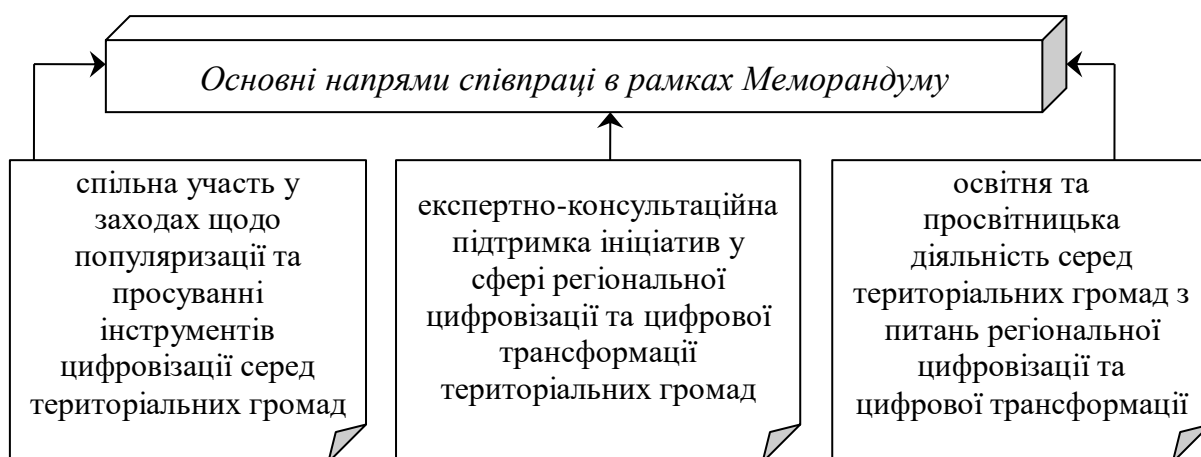 Основні напрями співпраці в рамках Меморандуму
спільна участь у
заходах щодо
популяризації та
просуванні
інструментів
цифровізації серед
територіальних громад
експертно-консультаційна
підтримка ініціатив у
сфері регіональної
цифровізації та цифрової
трансформації
територіальних громад
освітня та
просвітницька
діяльність серед
територіальних громад з
питань регіональної
цифровізації та
цифрової трансформації